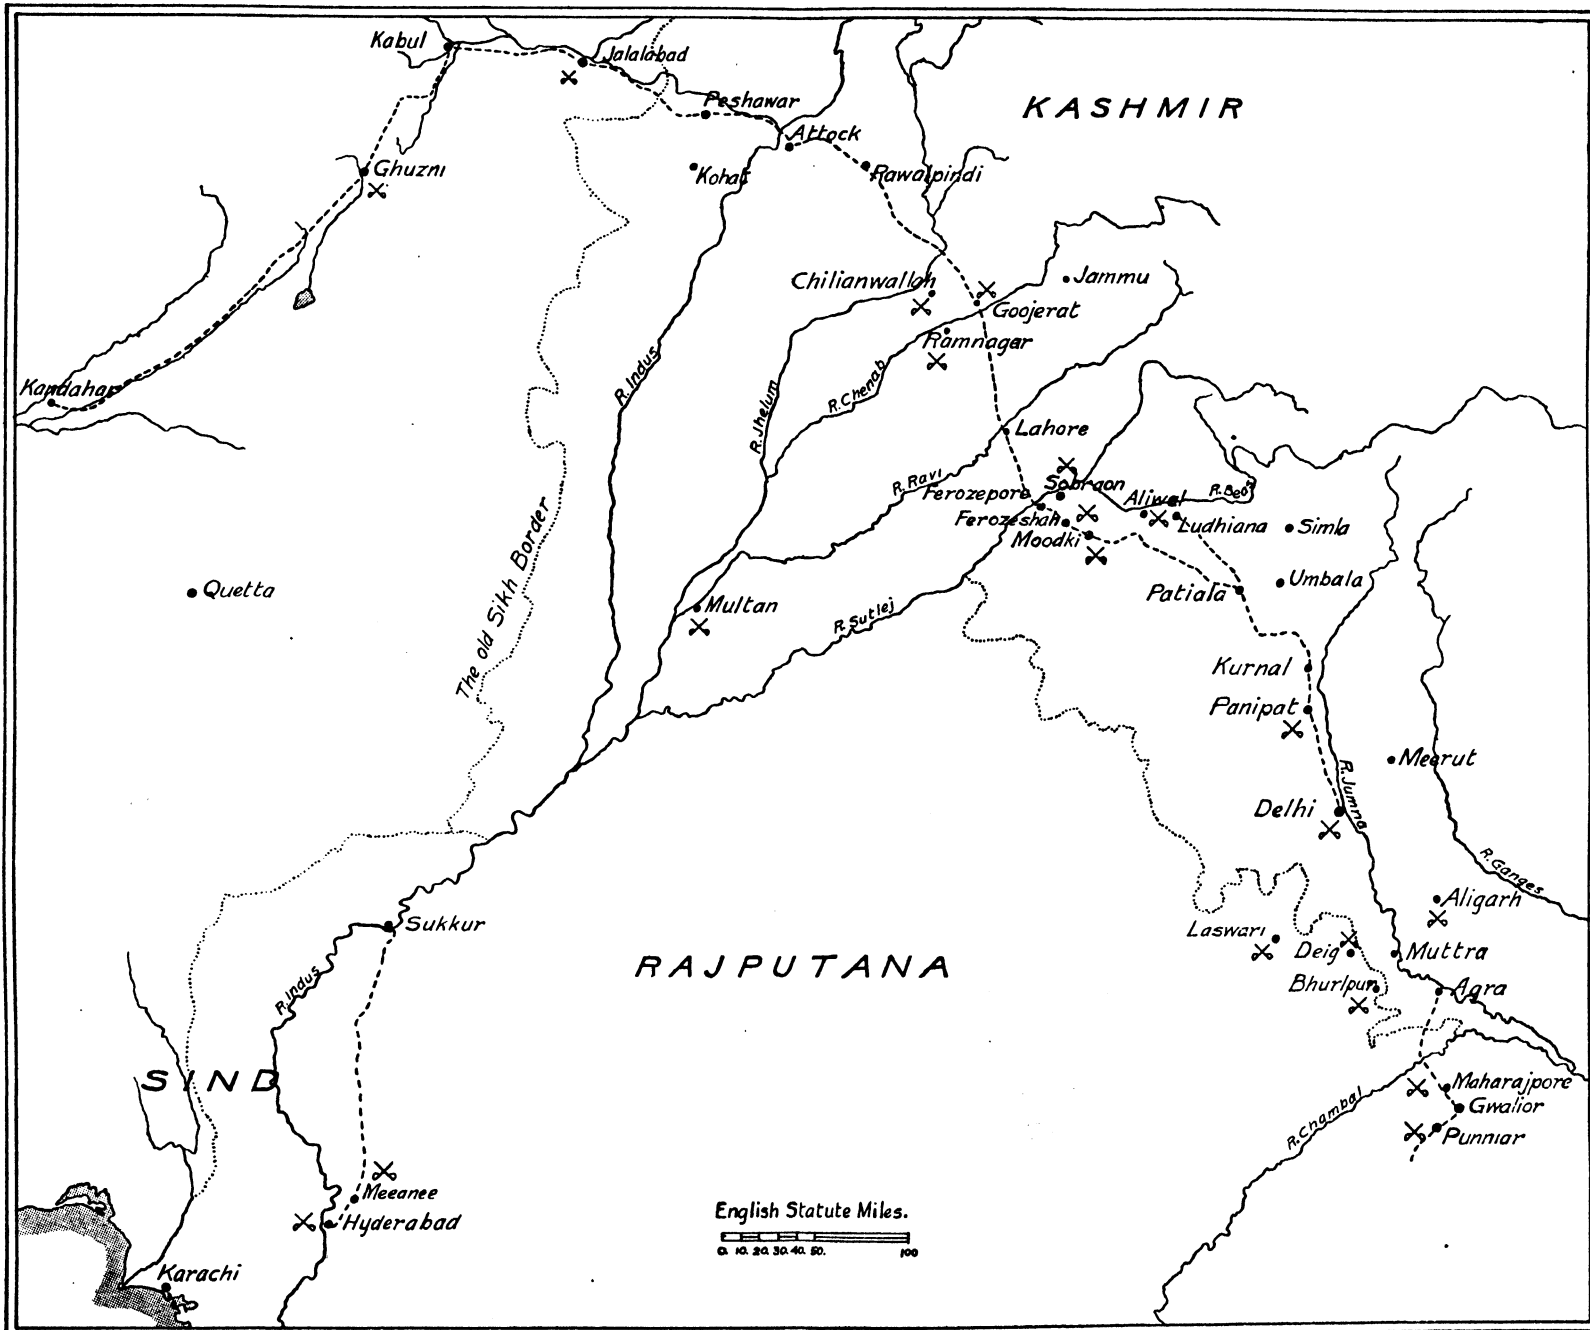 Kabul
Jalalabad
KASHMIR
Peshawar
Attock
Ghuzni
Kohat
Rawalpindi
Chilianwallah
Jammu
Goojerat
Ramnagar
R. Indus
Kandahar
R. Jhelum
R. Chenab
Lahore
R. Ravi
Ferozepore
Sobraon
Aliwal
R. Beas
Ferozeshah
Ludhiana
Simla
Moodki
The old Sikh Border
Quetta
Multan
R. Sutlej
Patiala
Umbala
Kurnal
Panipat
Meerut
R. Jumna
Delhi
R. Ganges
Aligarh
Sukkur
Laswari
Deig
Muttra
RAJPUTANA
R. Indus
Bhurlpur
Agra
SIND
Maharajpore
Gwalior
R. Chambal
Punniar
Meeanee
Hyderabad
English Statute Miles.
0. 10. 20. 30. 40. 50. 100
Karachi